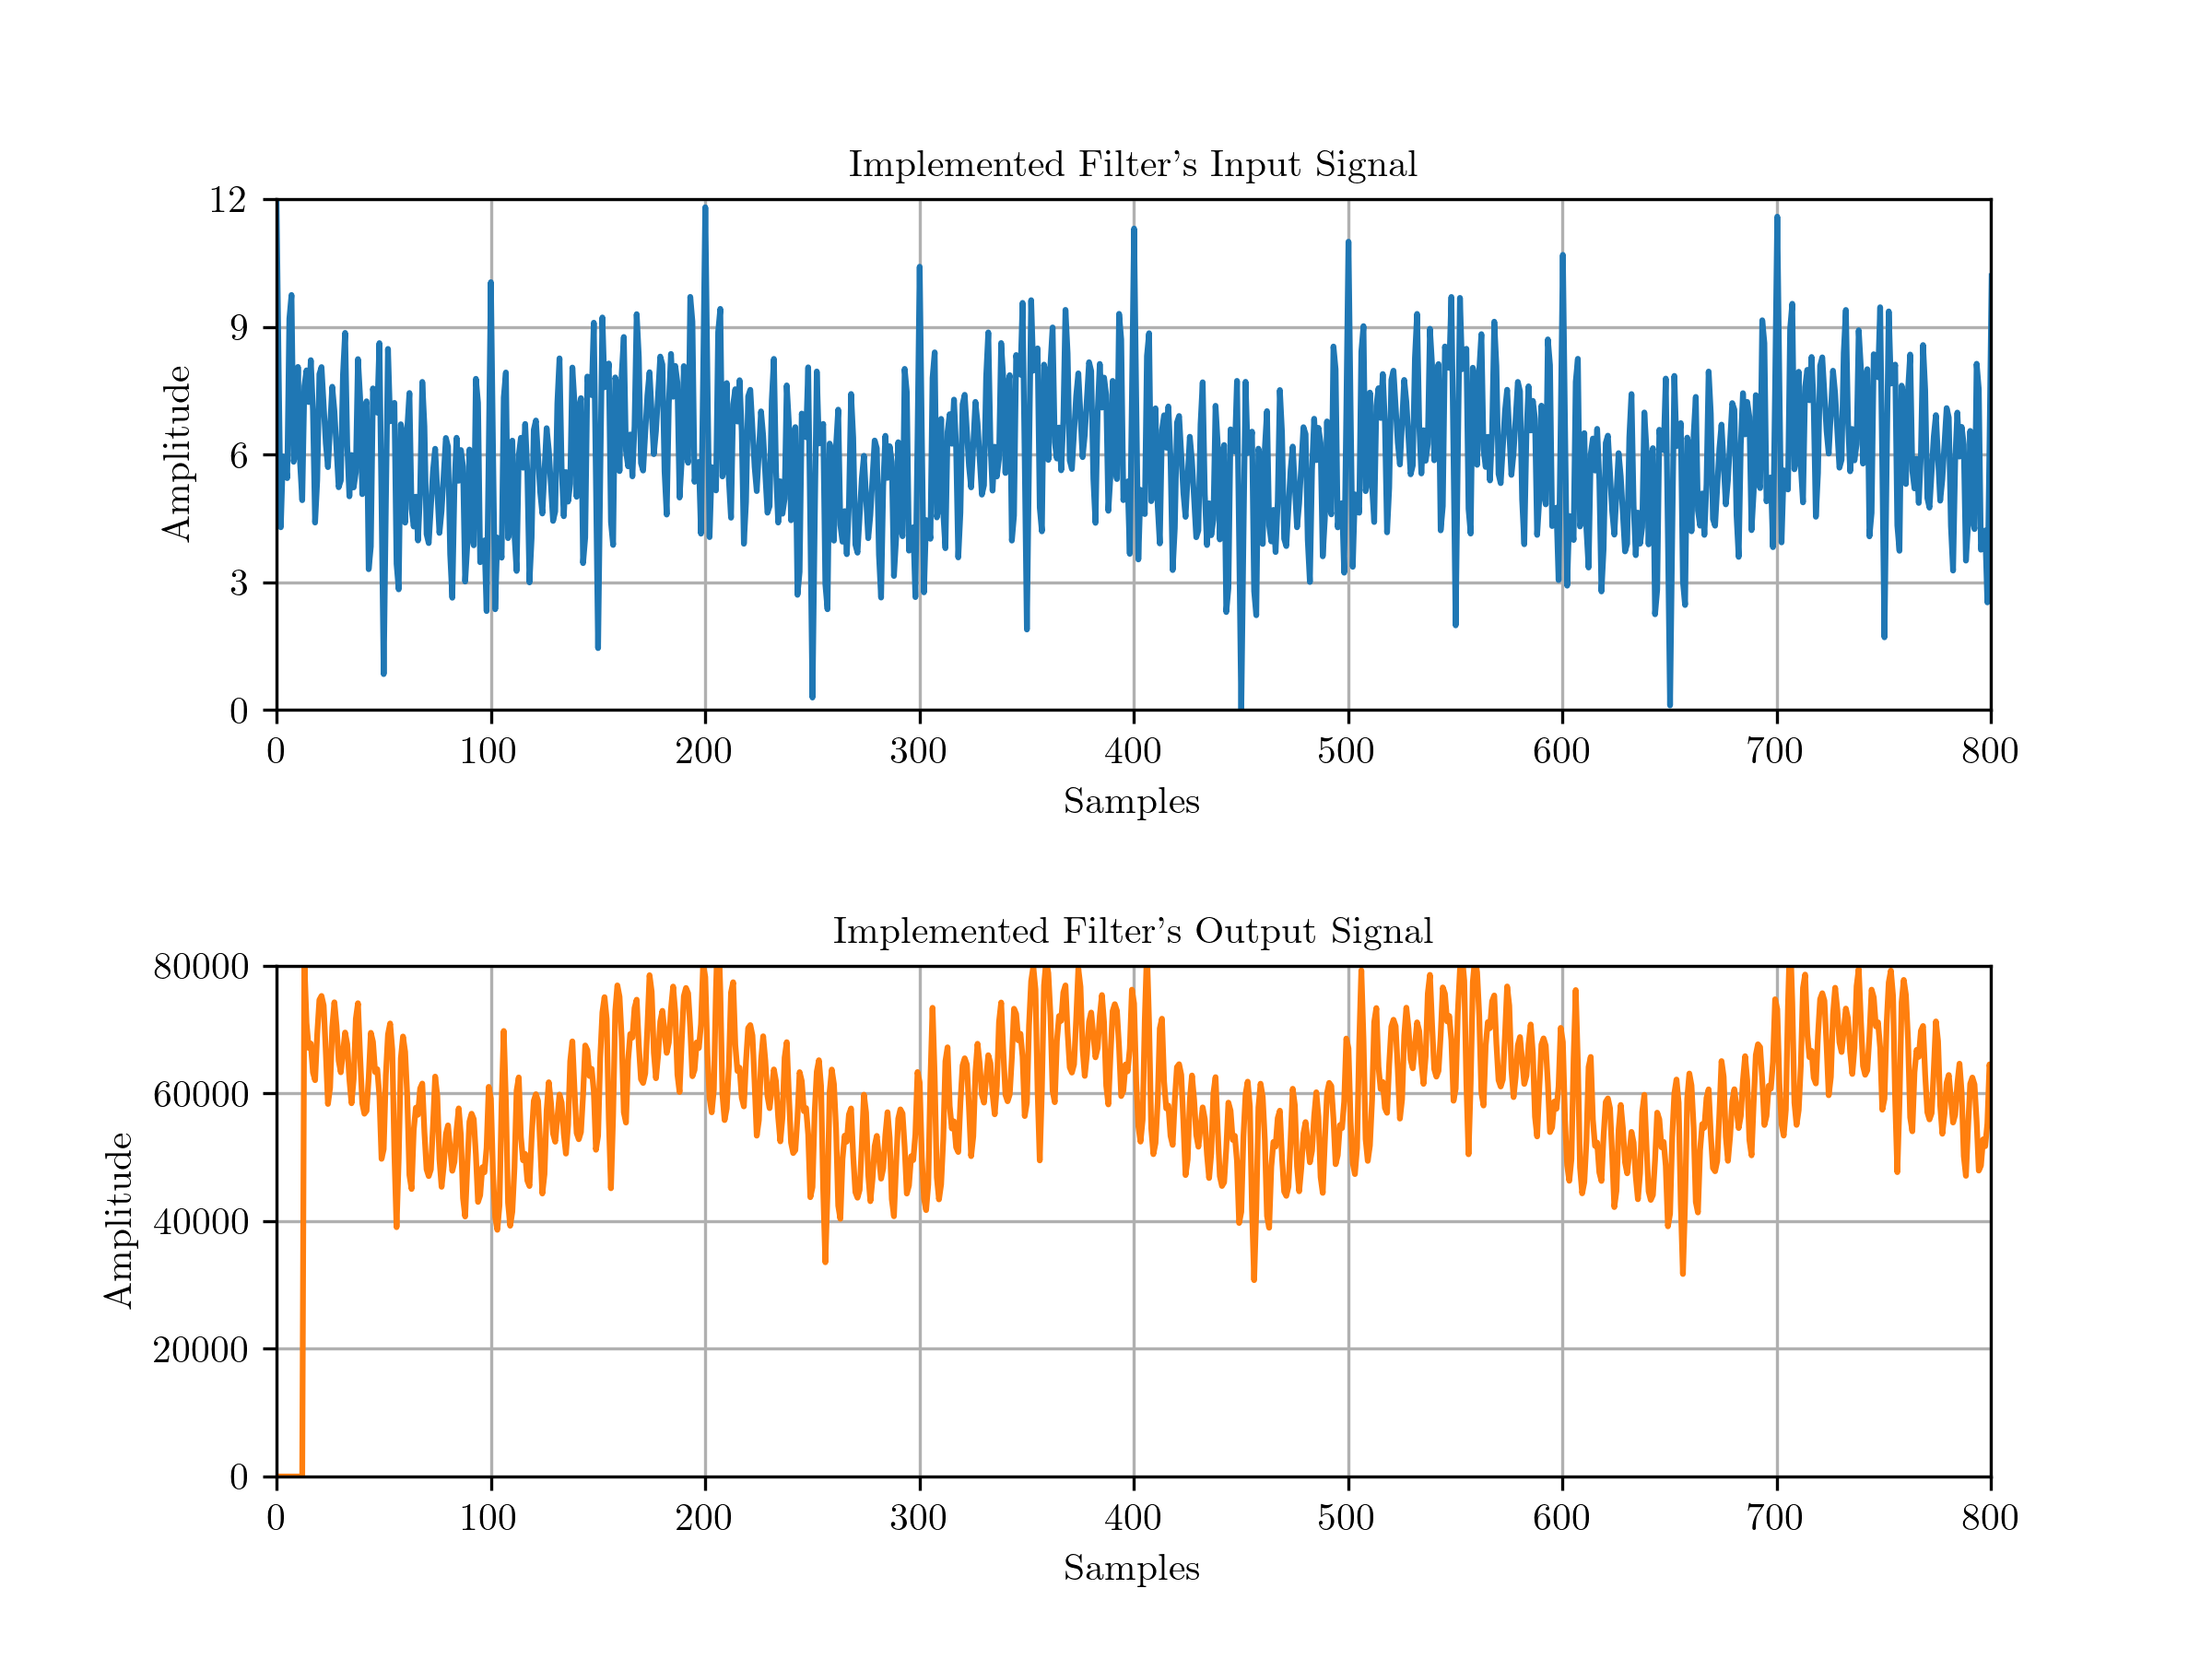 Implemented Filter's Input Signal
12
9
6
3
0
Amplitude
0 100 200 300 400 500 600 700 800
Samples
Implemented Filter's Output Signal
80000
60000
40000
20000
0
Amplitude
0 100 200 300 400 500 600 700 800
Samples